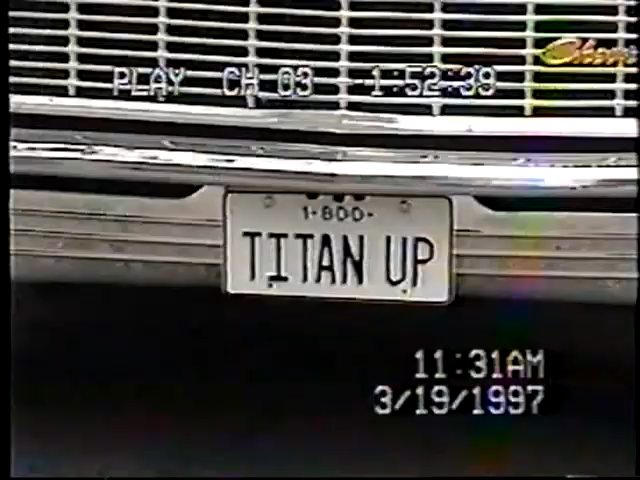 PLAY CH 03 -1:52:39
1-800-
TITAN UP
11:31AM
3/19/1997